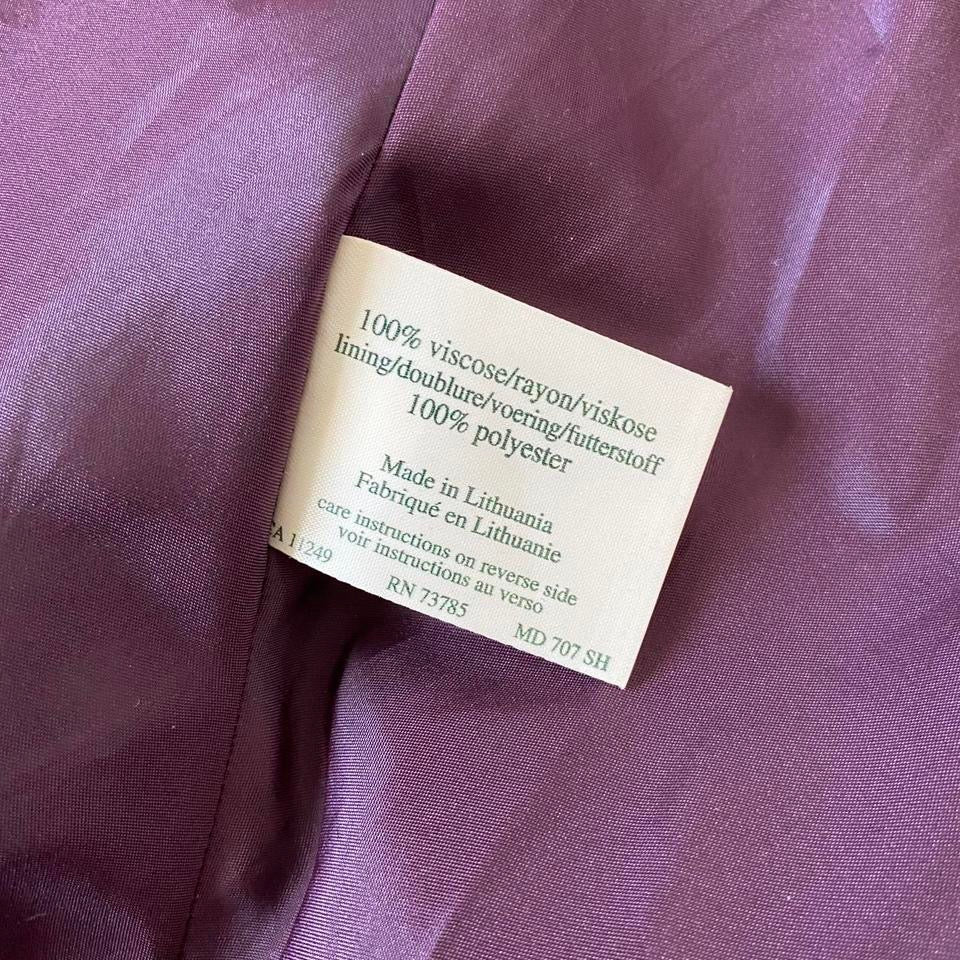 100% viscose/rayon/viskose
lining/doublure/voering/futterstoff
100% polyester
Made in Lithuania
Fabriqué en Lithuanie
care instructions on reverse side
voir instructions au verso
A 11249
RN 73785
MD 707 SH